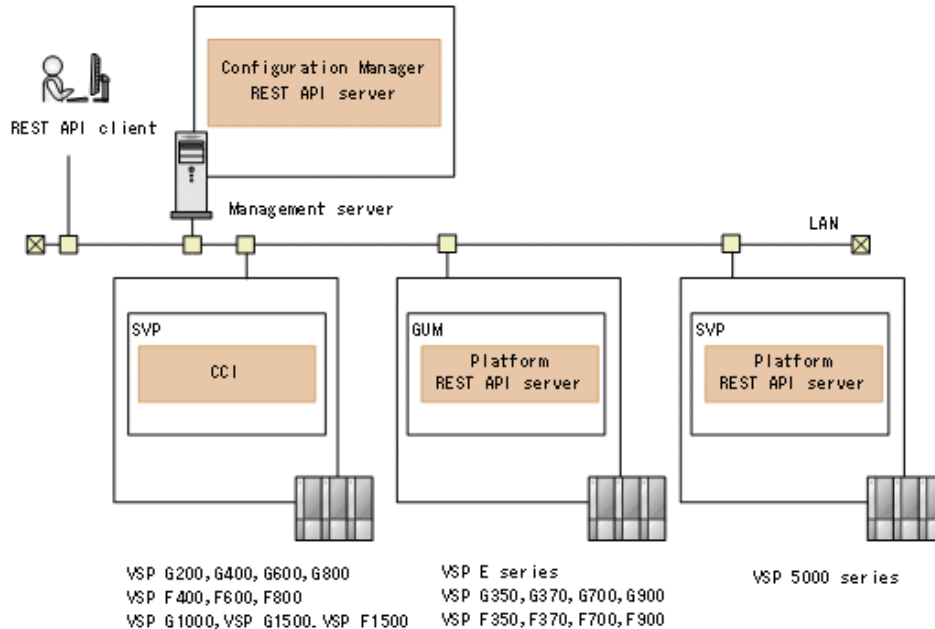 Configuration Manager
REST API server
REST API client
Management server
LAN
SVP
CCI
GUM
Platform
REST API server
SVP
Platform
REST API server
VSP G200,G400,G600,G800
VSP F400,F600,F800
VSP G1000,VSP G1500. VSP F1500
VSP E series
VSP G350,G370,G700,G900
VSP F350,F370,F700,F900
VSP 5000 series